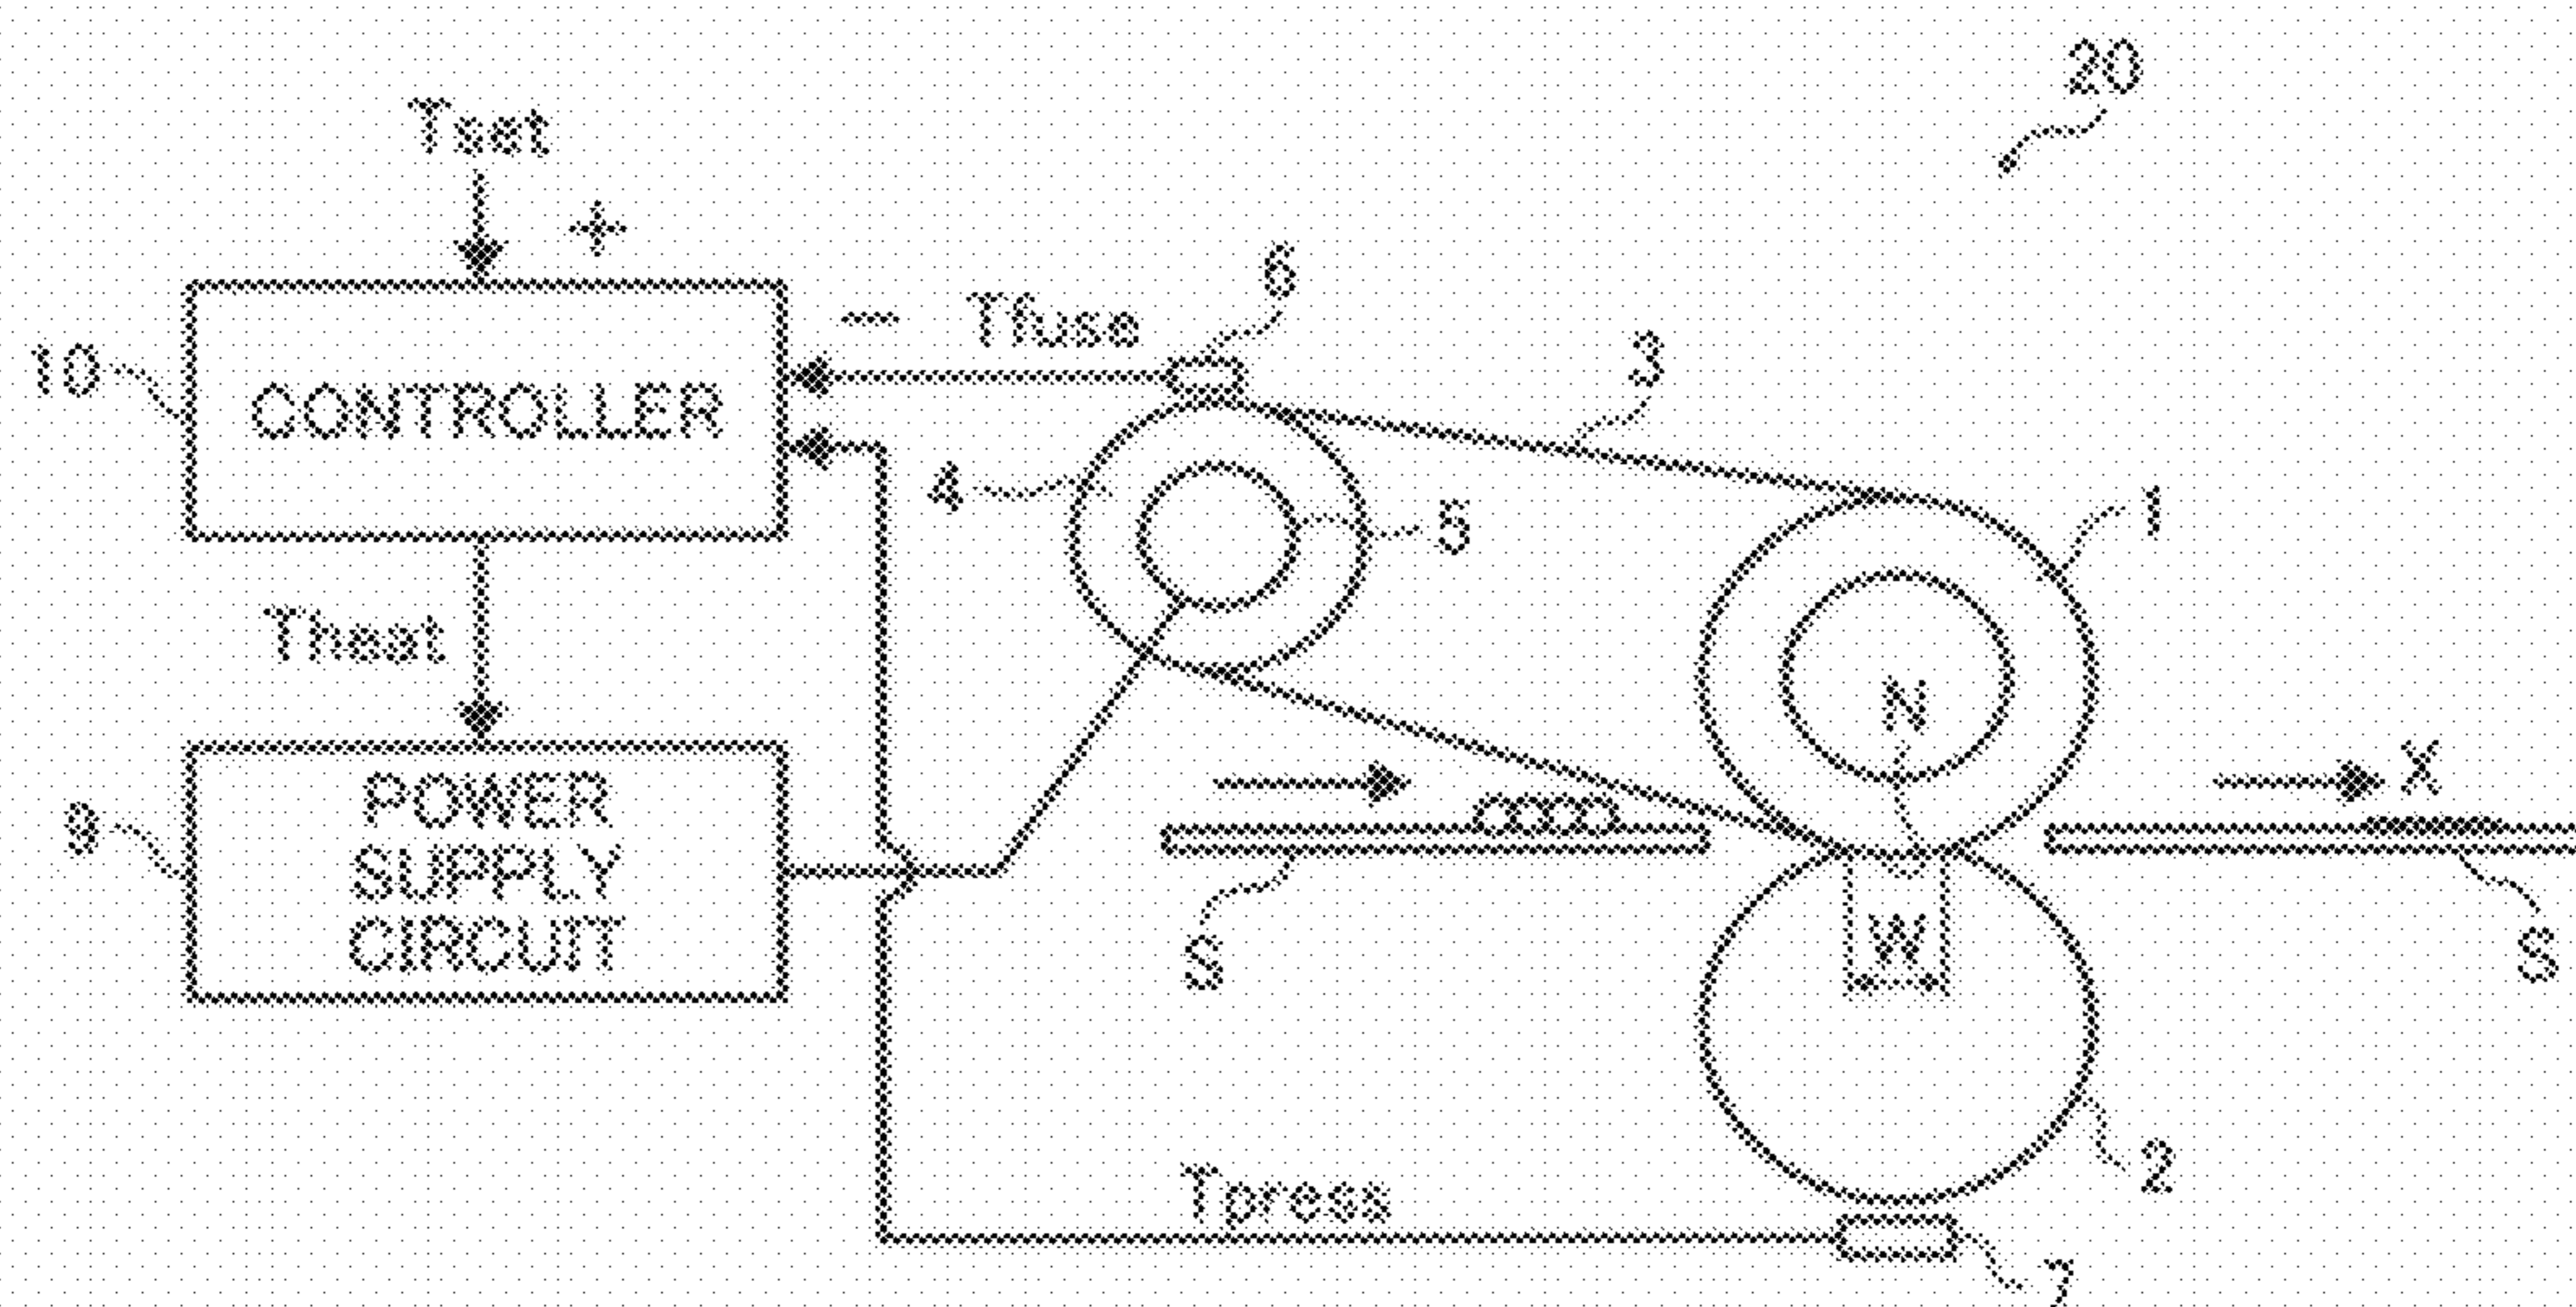 20
Tset
+
6
— Tfuse
3
10
CONTROLLER
4
5
1
Theat
N
X
POWER
SUPPLY
CIRCUIT
9
S
W
S
Tpress
2
7